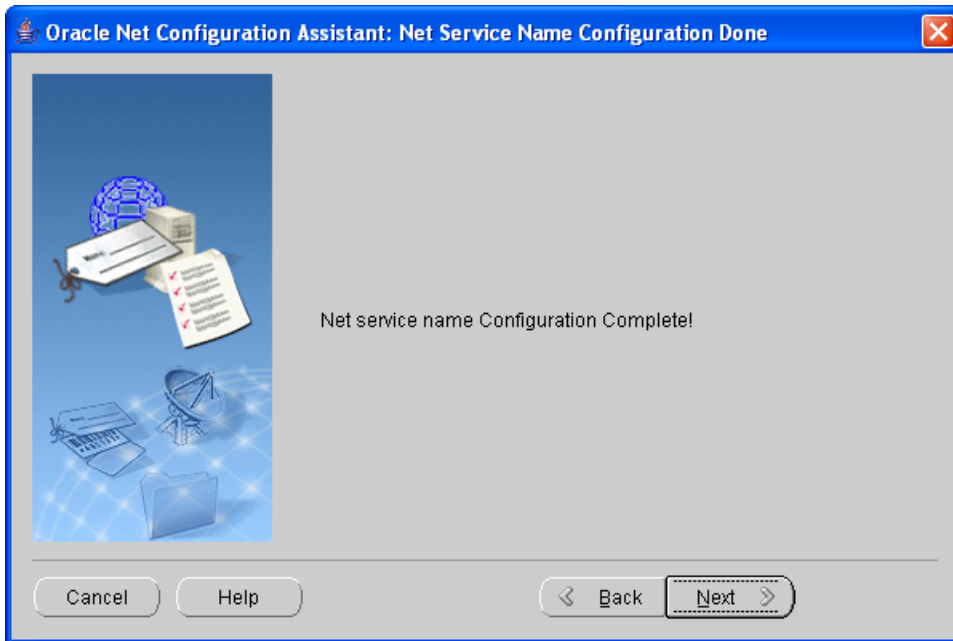 Oracle Net Configuration Assistant: Net Service Name Configuration Done
Net service name Configuration Complete!
Cancel
Help
Back
Next